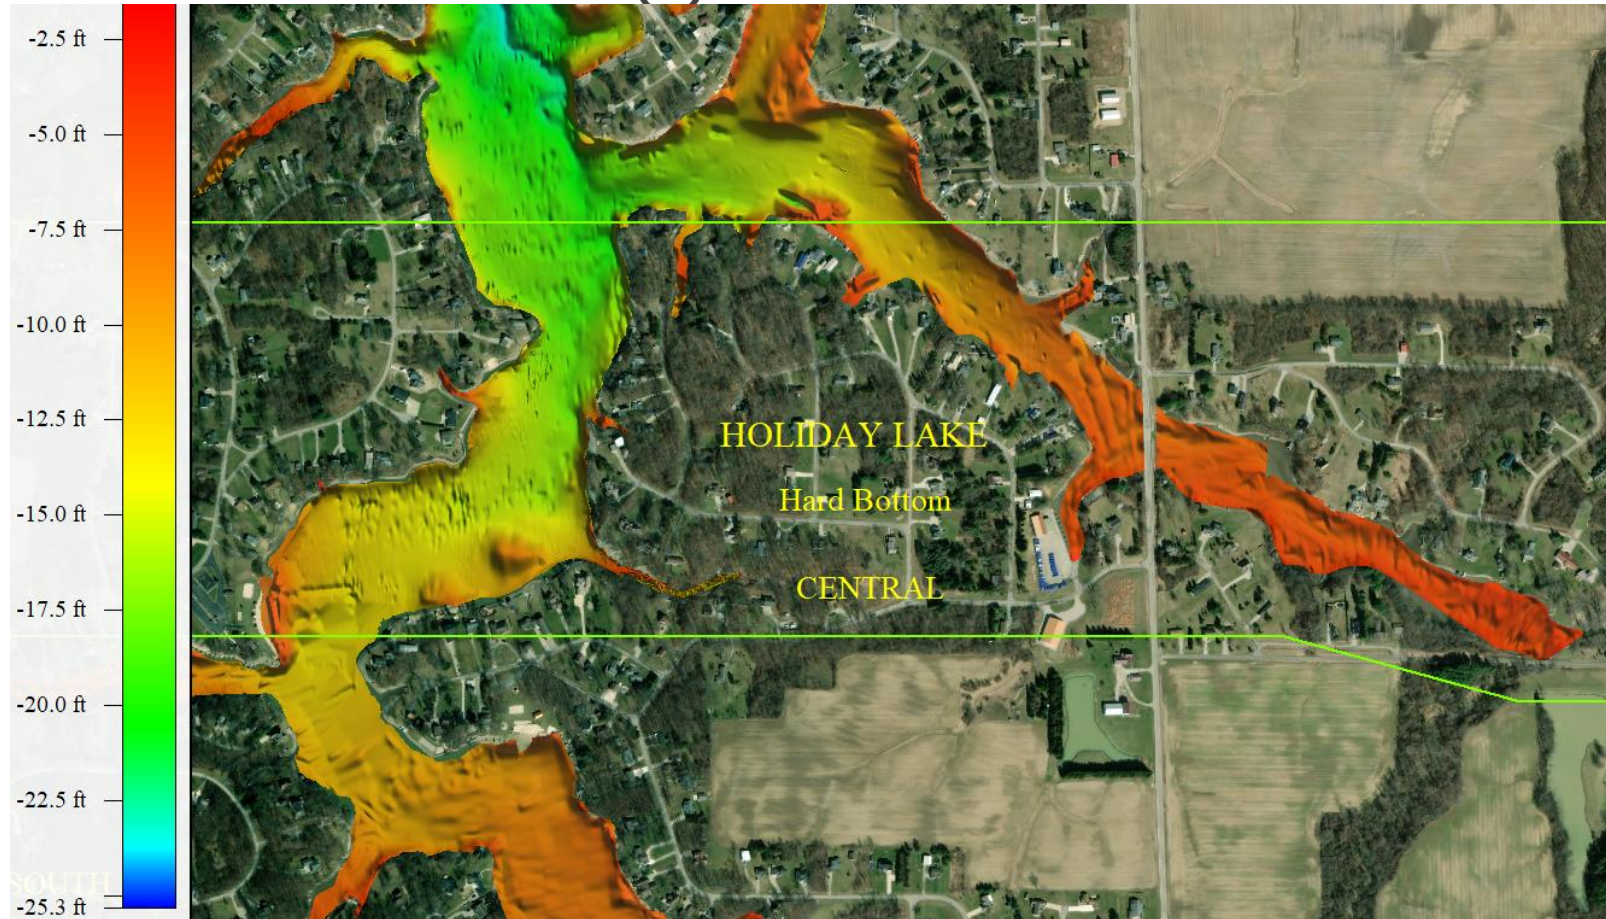 -2.5 ft
-5.0 ft
-7.5 ft
-10.0 ft
-12.5 ft
-15.0 ft
-17.5 ft
-20.0 ft
-22.5 ft
-25.3 ft
SOUTH
HOLIDAY LAKE
Hard Bottom
CENTRAL